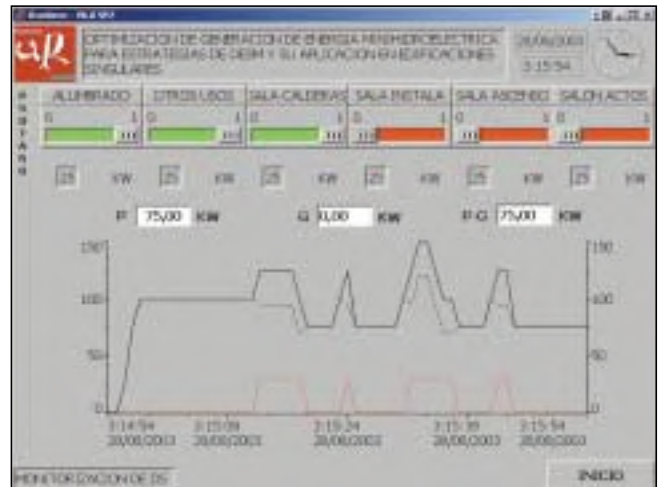 UR
OPTIMIZACION DE GENERACION DE ENERGIA MINIHIDROELECTRICA
PARA ESTRATEGIAS DE DSM Y SU APLICACION EN EDIFICACIONES
SINGULARES
28/08/2003
3:15:54
ALUMBRADO OTROS USOS SALA CALDERAS SALA INSTALA SALA ASCENSO SALON ACTOS
0 1 0 1 0 1 0 1 0 1 0 1
25 KW 25 KW 25 KW 25 KW 25 KW 25 KW
P 75,00 KW G 0,00 KW P-G 75,00 KW
150 150
100 100
50 50
0 0
3:14:54 3:15:09 3:15:24 3:15:39 3:15:54
28/08/2003 28/08/2003 28/08/2003 28/08/2003 28/08/2003
MONITORIZACION DE DS
INICIO